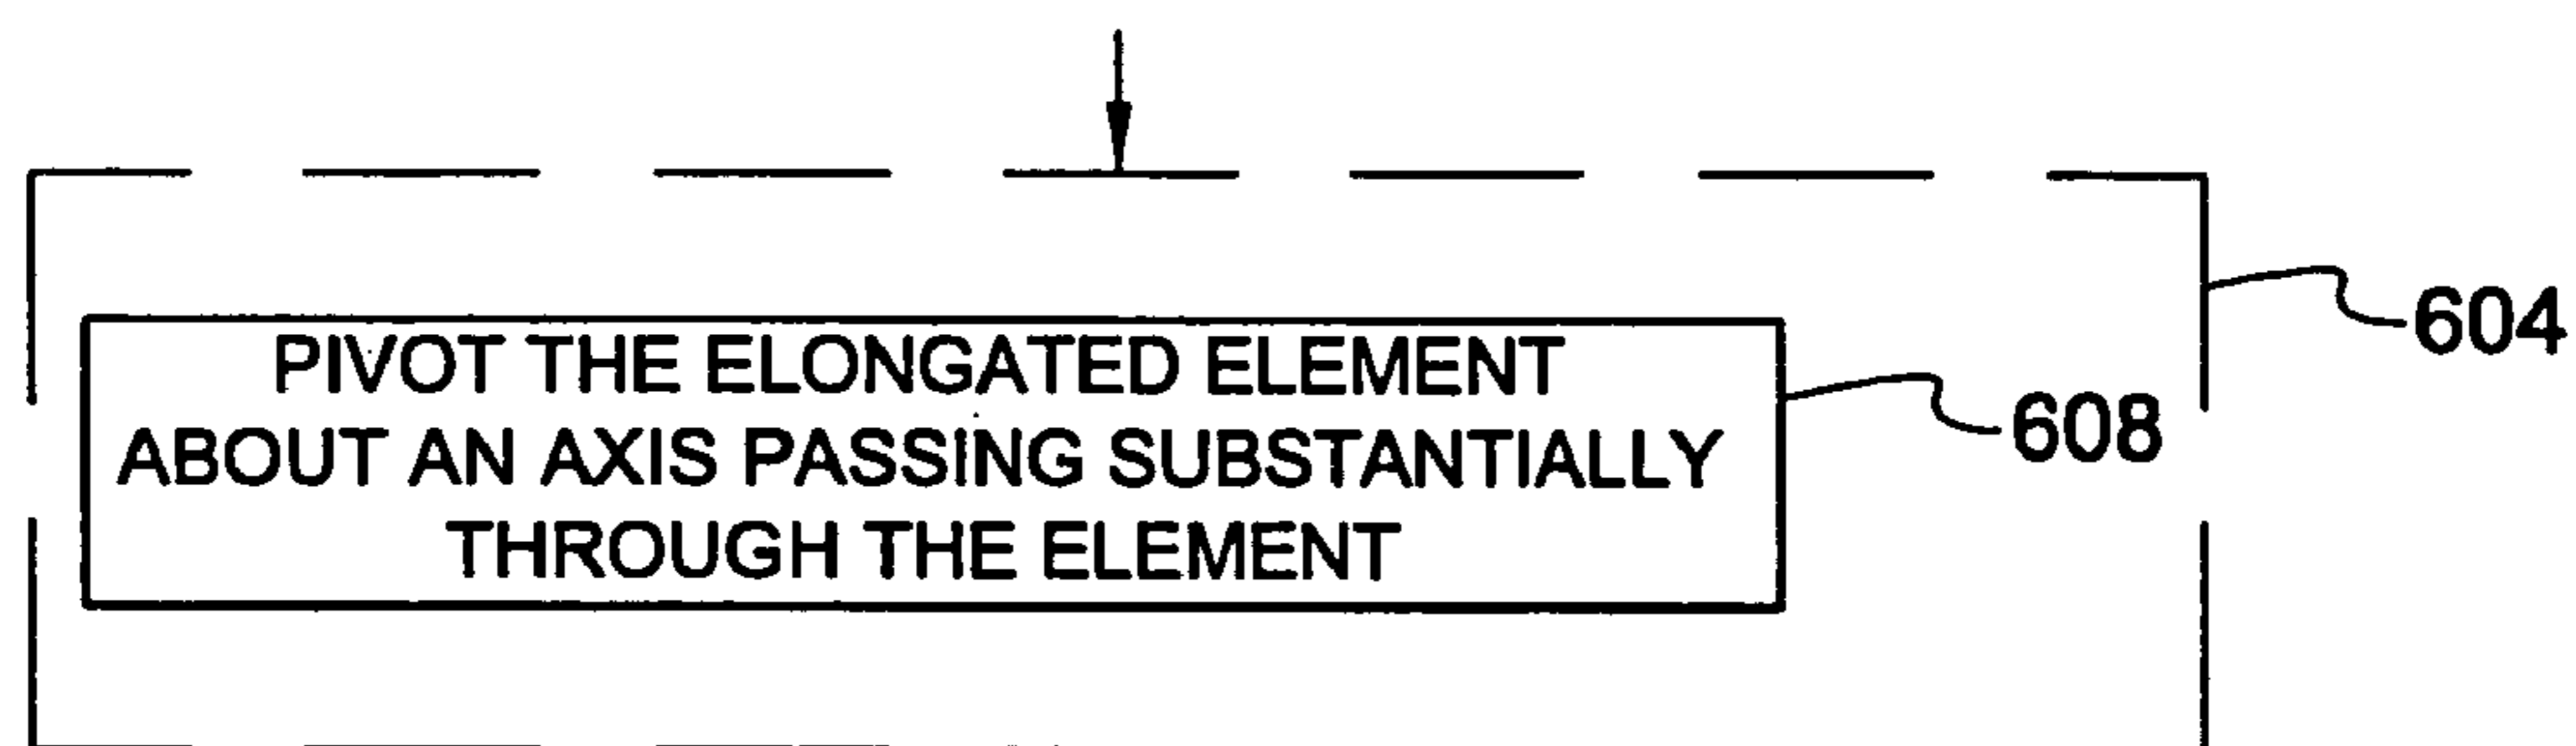 604
PIVOT THE ELONGATED ELEMENT
ABOUT AN AXIS PASSING SUBSTANTIALLY
THROUGH THE ELEMENT
608